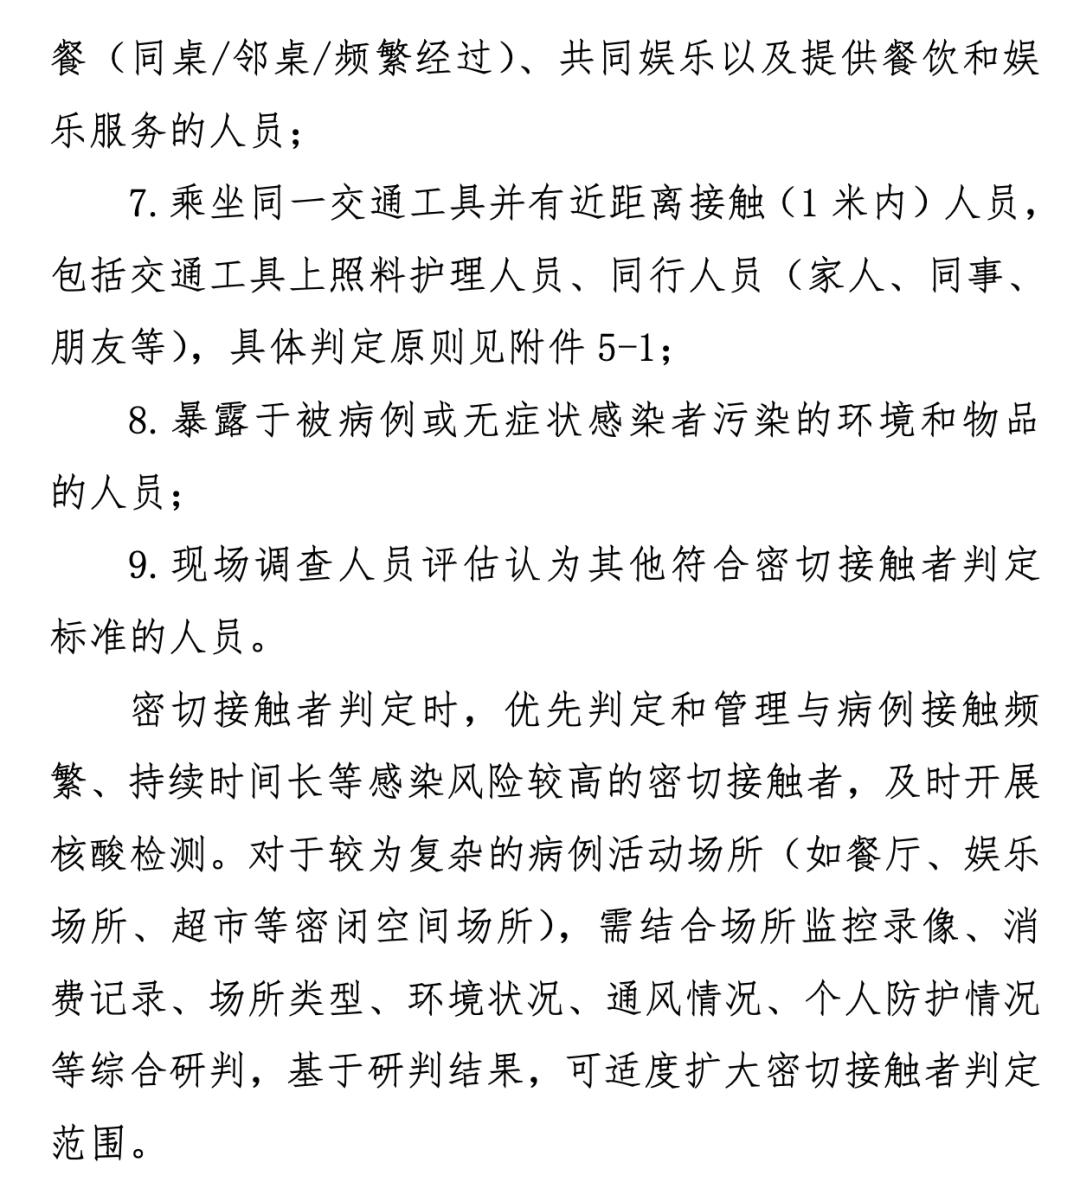 餐（同桌/邻桌/频繁经过）、共同娱乐以及提供餐饮和娱
乐服务的人员；
7.乘坐同一交通工具并有近距离接触（1 米内）人员，
包括交通工具上照料护理人员、同行人员（家人、同事、
朋友等），具体判定原则见附件 5-1；
8.暴露于被病例或无症状感染者污染的环境和物品
的人员；
9.现场调查人员评估认为其他符合密切接触者判定
标准的人员。
密切接触者判定时，优先判定和管理与病例接触频
繁、持续时间长等感染风险较高的密切接触者，及时开展
核酸检测。对于较为复杂的病例活动场所（如餐厅、娱乐
场所、超市等密闭空间场所），需结合场所监控录像、消
费记录、场所类型、环境状况、通风情况、个人防护情况
等综合研判，基于研判结果，可适度扩大密切接触者判定
范围。